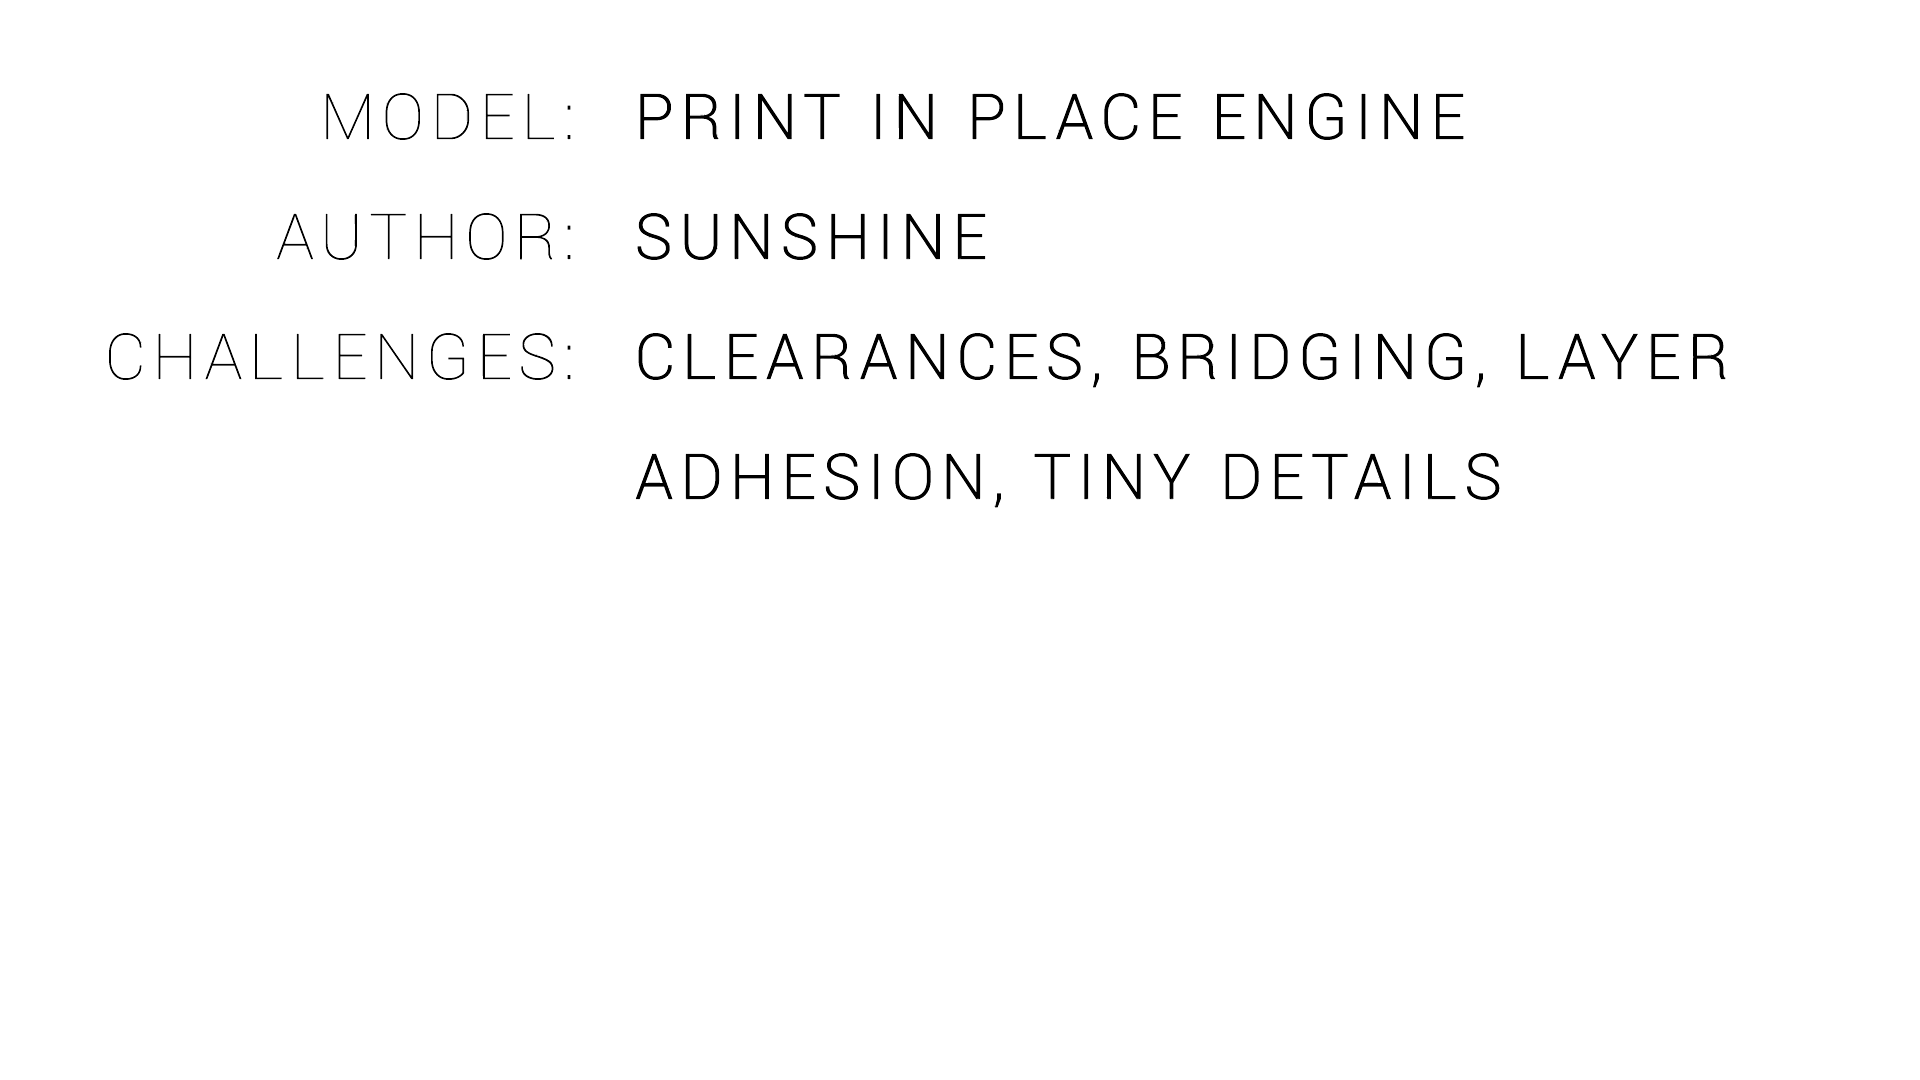 MODEL: PRINT IN PLACE ENGINE
AUTHOR: SUNSHINE
CHALLENGES: CLEARANCES, BRIDGING, LAYER
ADHESION, TINY DETAILS